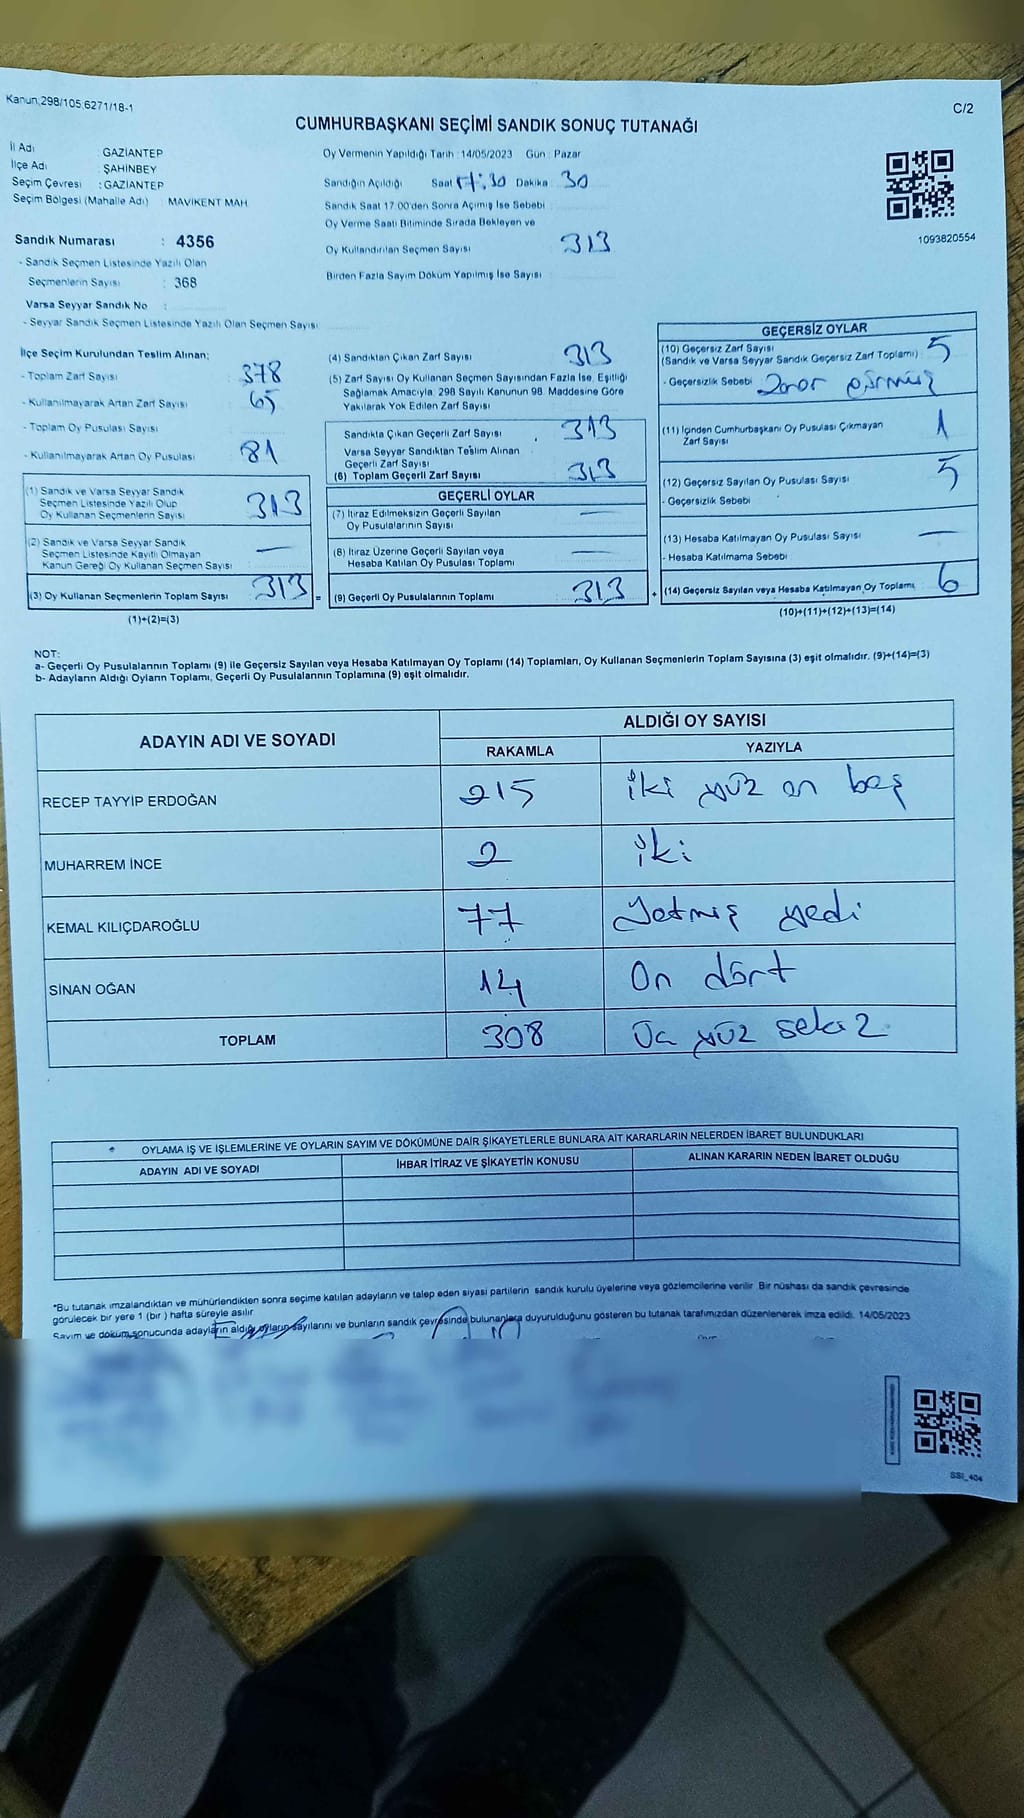 Kanun;298/105,6271/18-1
C/2
CUMHURBAŞKANI SEÇİMİ SANDIK SONUÇ TUTANAĞI
İl Adı : GAZİANTEP
İlçe Adı : ŞAHİNBEY
Seçim Çevresi : GAZİANTEP
Seçim Bölgesi (Mahalle Adı) : MAVİKENT MAH.
Sandık Numarası : 4356
- Sandık Seçmen Listesinde Yazılı Olan
Seçmenlerin Sayısı : 368
Varsa Seyyar Sandık No :
- Seyyar Sandık Seçmen Listesinde Yazılı Olan Seçmen Sayısı
Oy Vermenin Yapıldığı Tarih : 14/05/2023 Gün : Pazar
Sandığın Açıldığı Saat 17:30 Dakika 30
Sandık Saat 17.00'den Sonra Açımış İse Sebebi
Oy Verme Saati Bitiminde Sırada Bekleyen ve
Oy Kullandırılan Seçmen Sayısı 313
Birden Fazla Sayım Döküm Yapılmış İse Sayısı
1093820554
İlçe Seçim Kurulundan Teslim Alınan;
- Toplam Zarf Sayısı 378
- Kullanılmayarak Artan Zarf Sayısı 65
- Toplam Oy Pusulası Sayısı
- Kullanılmayarak Artan Oy Pusulası 81
(1) Sandık ve Varsa Seyyar Sandık
Seçmen Listesinde Yazılı Olup
Oy Kullanan Seçmenlerin Sayısı 313
(2) Sandık ve Varsa Seyyar Sandık
Seçmen Listesinde Kayıtlı Olmayan
Kanun Gereği Oy Kullanan Seçmen Sayısı —
(3) Oy Kullanan Seçmenlerin Toplam Sayısı 313
(1)+(2)=(3)
(4) Sandıktan Çıkan Zarf Sayısı 313
(5) Zarf Sayısı Oy Kullanan Seçmen Sayısından Fazla İse, Eşitliği
Sağlamak Amacıyla, 298 Sayılı Kanunun 98. Maddesine Göre
Yakılarak Yok Edilen Zarf Sayısı
Sandıkta Çıkan Geçerli Zarf Sayısı 313
Varsa Seyyar Sandıktan Teslim Alınan
Geçerli Zarf Sayısı
(6) Toplam Geçerli Zarf Sayısı 313
GEÇERLİ OYLAR
(7) İtiraz Edilmeksizin Geçerli Sayılan
Oy Pusulalarının Sayısı —
(8) İtiraz Üzerine Geçerli Sayılan veya
Hesaba Katılan Oy Pusulası Toplamı —
= (9) Geçerli Oy Pusulalarının Toplamı 313
GEÇERSİZ OYLAR
(10) Geçersiz Zarf Sayısı 5
(Sandık ve Varsa Seyyar Sandık Geçersiz Zarf Toplamı)
- Geçersizlik Sebebi
(11) İçinden Cumhurbaşkanı Oy Pusulası Çıkmayan
Zarf Sayısı 1
(12) Geçersiz Sayılan Oy Pusulası Sayısı 5
- Geçersizlik Sebebi
(13) Hesaba Katılmayan Oy Pusulası Sayısı —
- Hesaba Katılmama Sebebi
+ (14) Geçersiz Sayılan veya Hesaba Katılmayan Oy Toplamı 6
(10)+(11)+(12)+(13)=(14)
NOT:
a- Geçerli Oy Pusulalarının Toplamı (9) ile Geçersiz Sayılan veya Hesaba Katılmayan Oy Toplamı (14) Toplamları, Oy Kullanan Seçmenlerin Toplam Sayısına (3) eşit olmalıdır. (9)+(14)=(3)
b- Adayların Aldığı Oyların Toplamı, Geçerli Oy Pusulalarının Toplamına (9) eşit olmalıdır.
ADAYIN ADI VE SOYADI
ALDIĞI OY SAYISI
RAKAMLA YAZIYLA
RECEP TAYYİP ERDOĞAN 215 iki yüz on beş
MUHARREM İNCE 2 iki
KEMAL KILIÇDAROĞLU 77 Yetmiş yedi
SİNAN OĞAN 14 On dört
TOPLAM 308 Üc yüz sekiz
OYLAMA İŞ VE İŞLEMLERİNE VE OYLARIN SAYIM VE DÖKÜMÜNE DAİR ŞİKAYETLERLE BUNLARA AİT KARARLARIN NELERDEN İBARET BULUNDUKLARI
ADAYIN ADI VE SOYADI İHBAR İTİRAZ VE ŞİKAYETİN KONUSU ALINAN KARARIN NEDEN İBARET OLDUĞU
*Bu tutanak imzalandıktan ve mühürlendikten sonra seçime katılan adayların ve talep eden siyasi partilerin sandık kurulu üyelerine veya gözlemcilerine verilir. Bir nüshası da sandık çevresinde
görülecek bir yere 1 (bir ) hafta süreyle asılır.
Sayım ve döküm sonucunda adayların aldığı oyların sayılarını ve bunların sandık çevresinde bulunanlara duyurulduğunu gösteren bu tutanak tarafımızdan düzenlenerek imza edildi. 14/05/2023
SSI_404